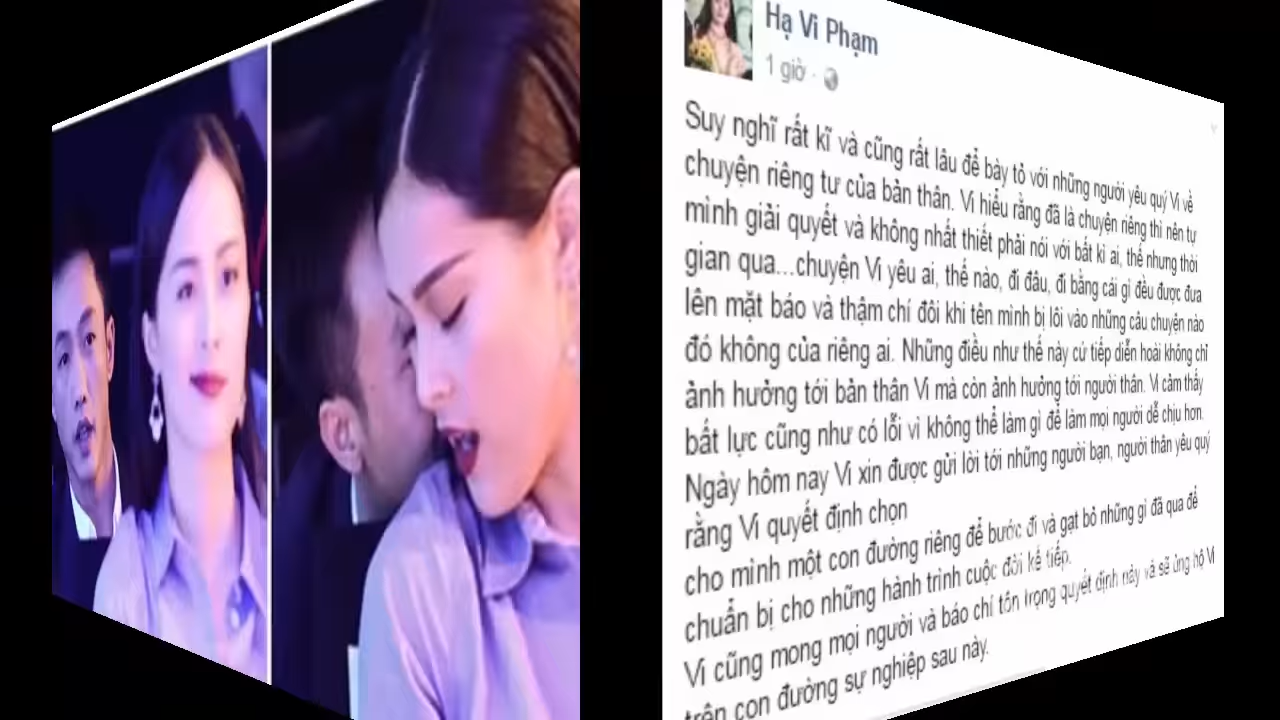 Hạ Vi Phạm
1 giờ ·
Suy nghĩ rất kĩ và cũng rất lâu để bày tỏ với những người yêu quý Vi về
chuyện riêng tư của bản thân. Vi hiểu rằng đã là chuyện riêng thì nên tự
mình giải quyết và không nhất thiết phải nói với bất kì ai, thế nhưng thời
gian qua...chuyện Vi yêu ai, thế nào, đi đâu, đi bằng cái gì đều được đưa
lên mặt báo và thậm chí đôi khi tên mình bị lôi vào những câu chuyện nào
đó không của riêng ai. Những điều như thế này cứ tiếp diễn hoài không chỉ
ảnh hưởng tới bản thân Vi mà còn ảnh hưởng tới người thân. Vi cảm thấy
bất lực cũng như có lỗi vì không thể làm gì để làm mọi người dễ chịu hơn.
Ngày hôm nay Vi xin được gửi lời tới những người bạn, người thân yêu quý
rằng Vi quyết định chọn
cho mình một con đường riêng để bước đi và gạt bỏ những gì đã qua để
chuẩn bị cho những hành trình cuộc đời kế tiếp.
Vi cũng mong mọi người và báo chí tôn trọng quyết định này và sẽ ủng hộ Vi
trên con đường sự nghiệp sau này.